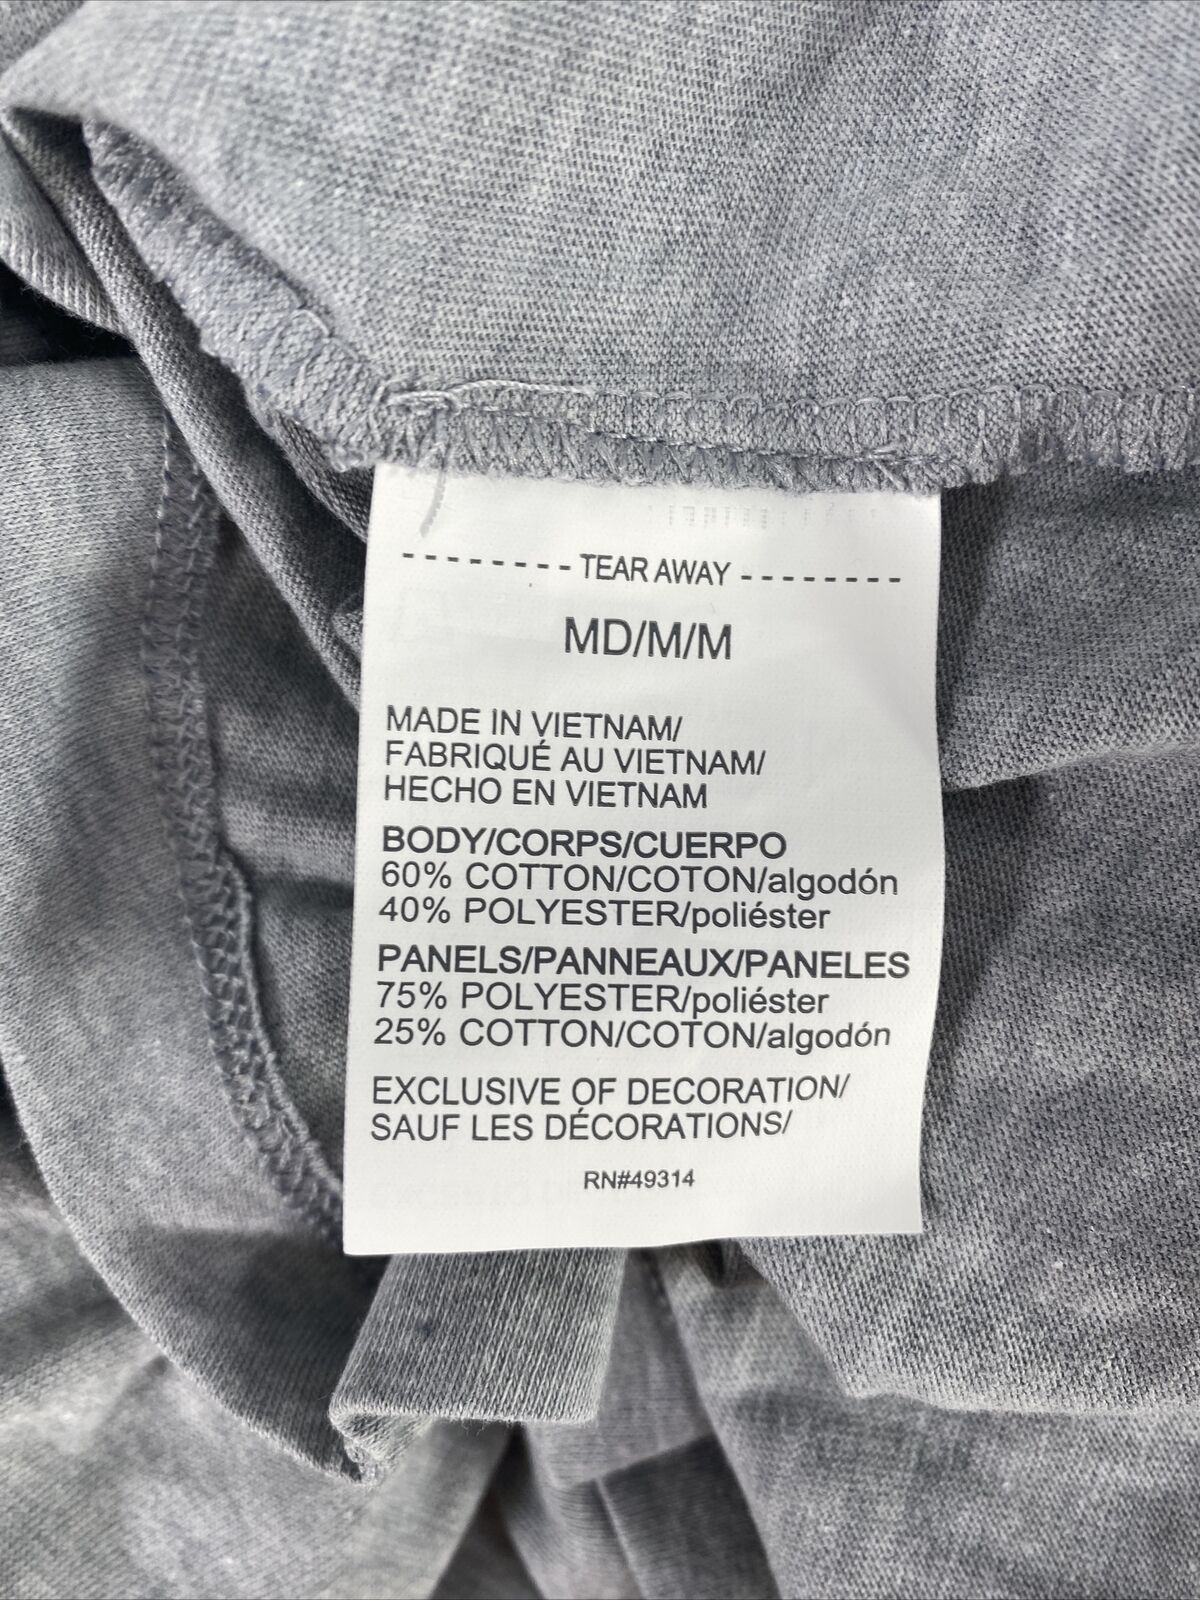 - - - - - - - - TEAR AWAY - - - - - - - -
MD/M/M
MADE IN VIETNAM/
FABRIQUÉ AU VIETNAM/
HECHO EN VIETNAM
BODY/CORPS/CUERPO
60% COTTON/COTON/algodón
40% POLYESTER/poliéster
PANELS/PANNEAUX/PANELES
75% POLYESTER/poliéster
25% COTTON/COTON/algodón
EXCLUSIVE OF DECORATION/
SAUF LES DÉCORATIONS/
RN#49314